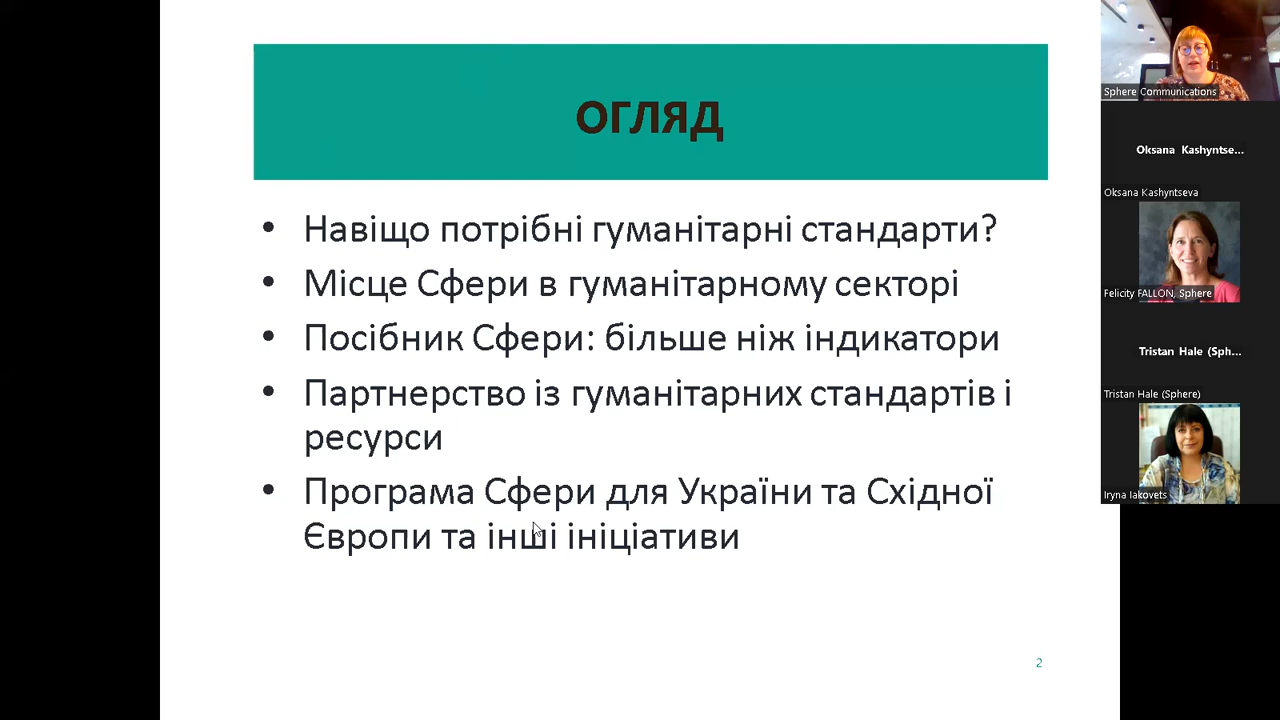 ОГЛЯД
• Навіщо потрібні гуманітарні стандарти?
• Місце Сфери в гуманітарному секторі
• Посібник Сфери: більше ніж індикатори
• Партнерство із гуманітарних стандартів і
ресурси
• Програма Сфери для України та Східної
Європи та інші ініціативи
2
Sphere Communications
Oksana Kashyntse...
Oksana Kashyntseva
Felicity FALLON, Sphere
Tristan Hale (Sph...
Tristan Hale (Sphere)
Iryna Iakovets